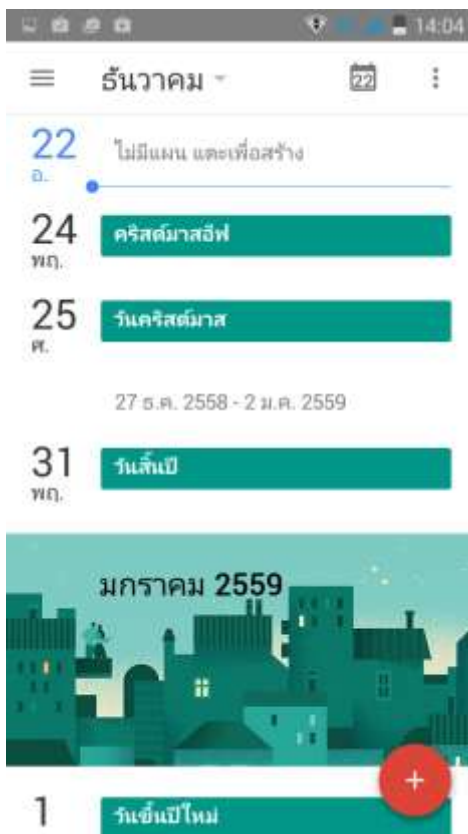 14:04
ธันวาคม
22
22
อ.
ไม่มีแผน แตะเพื่อสร้าง
24
พฤ.
คริสต์มาสอีฟ
25
ศ.
วันคริสต์มาส
27 ธ.ค. 2558 - 2 ม.ค. 2559
31
พฤ.
วันสิ้นปี
มกราคม 2559
1
วันขึ้นปีใหม่